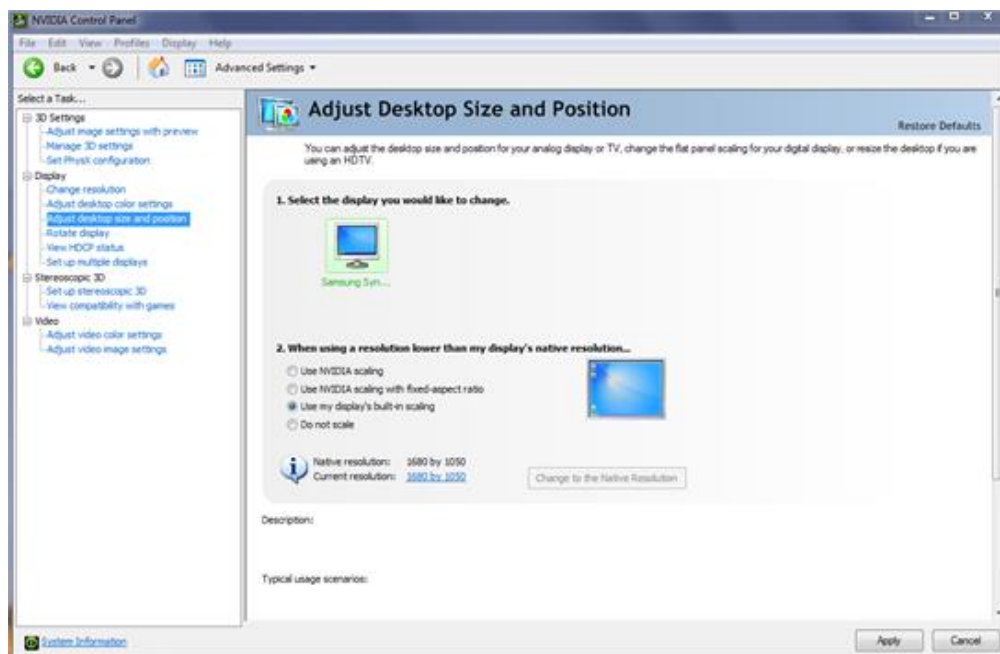 NVIDIA Control Panel
File Edit View Profiles Display Help
Back Advanced Settings
Select a Task...
3D Settings
Adjust image settings with preview
Manage 3D settings
Set PhysX configuration
Display
Change resolution
Adjust desktop color settings
Adjust desktop size and position
Rotate display
View HDCP status
Set up multiple displays
Stereoscopic 3D
Set up stereoscopic 3D
View compatibility with games
Video
Adjust video color settings
Adjust video image settings
System Information
Adjust Desktop Size and Position
Restore Defaults
You can adjust the desktop size and position for your analog display or TV, change the flat panel scaling for your digital display, or resize the desktop if you are
using an HDTV.
1. Select the display you would like to change.
Samsung Syn...
2. When using a resolution lower than my display's native resolution...
Use NVIDIA scaling
Use NVIDIA scaling with fixed-aspect ratio
Use my display's built-in scaling
Do not scale
Native resolution: 1680 by 1050
Current resolution: 1680 by 1050
Change to the Native Resolution
Description:
Typical usage scenarios:
Apply Cancel